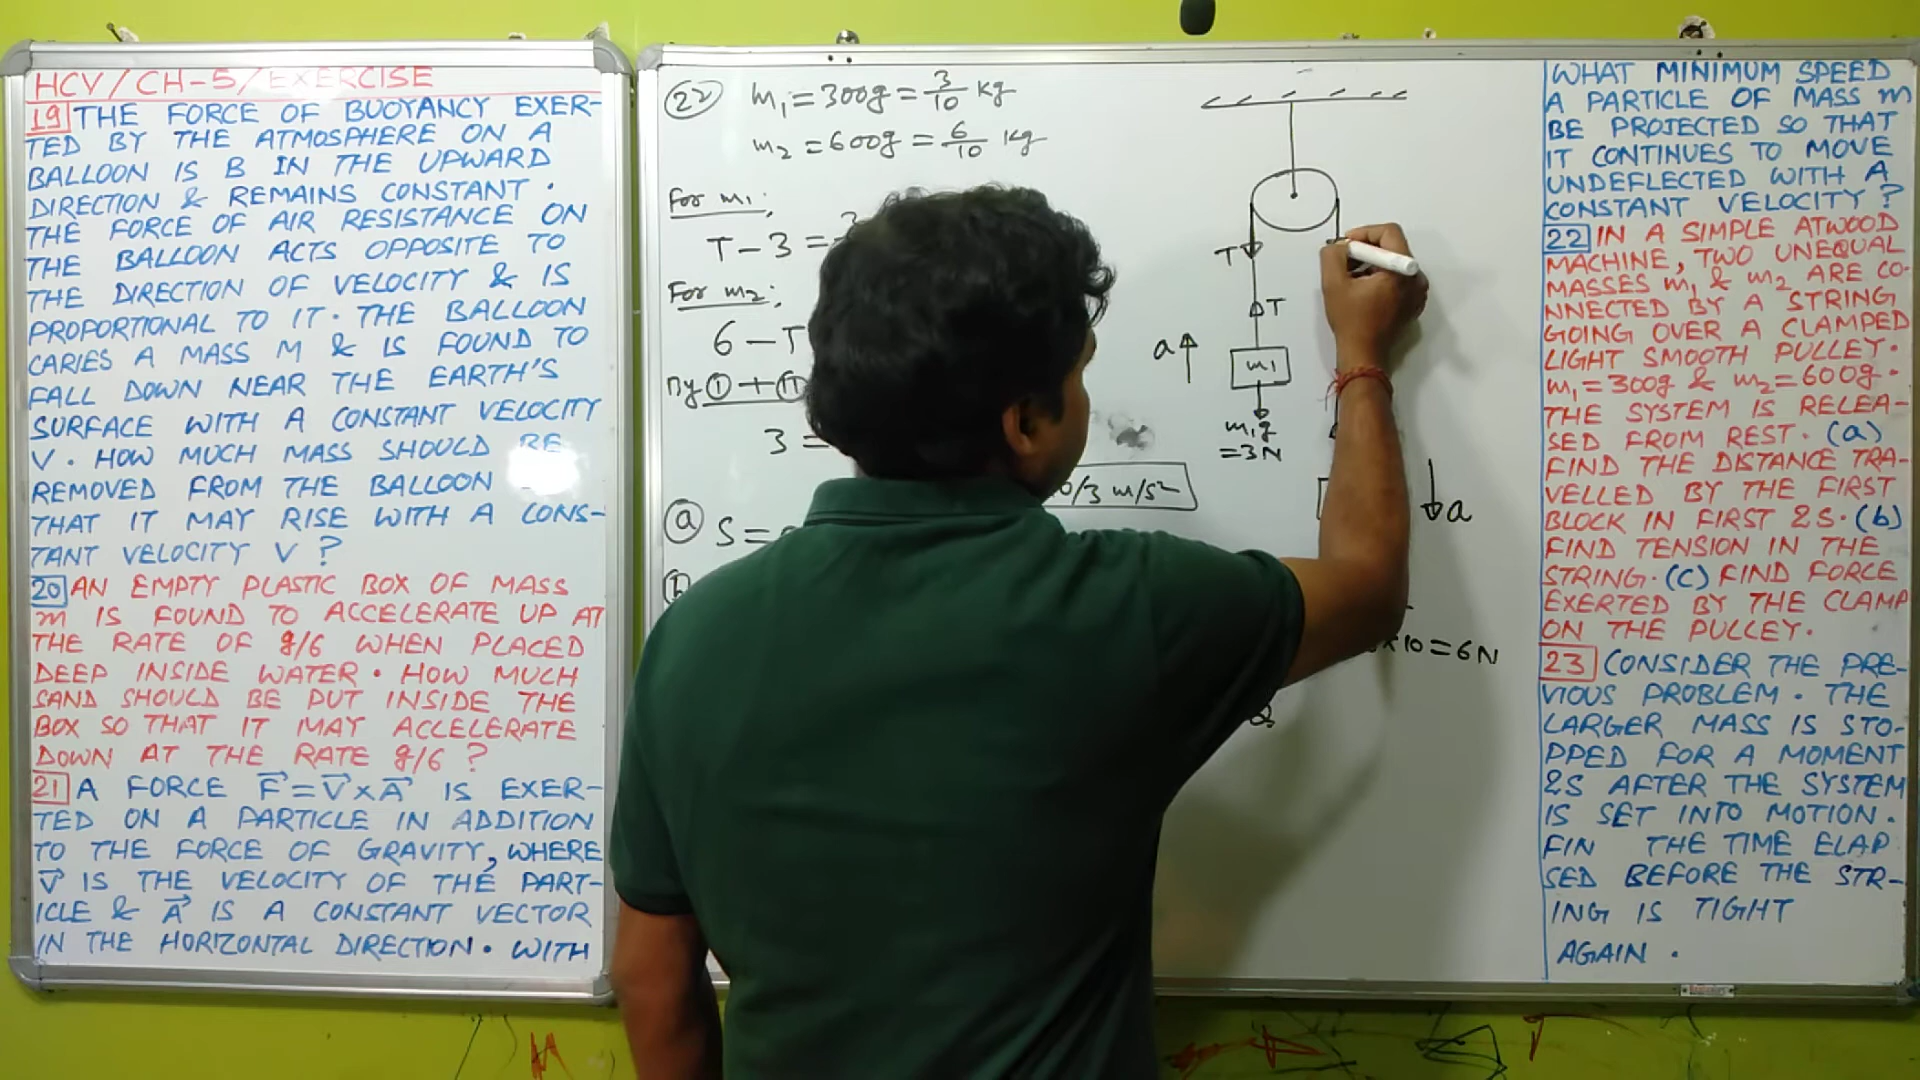 HCV/CH-5/EXERCISE
19 THE FORCE OF BUOYANCY EXER-
TED BY THE ATMOSPHERE ON A
BALLOON IS B IN THE UPWARD
DIRECTION & REMAINS CONSTANT.
THE FORCE OF AIR RESISTANCE ON
THE BALLOON ACTS OPPOSITE TO
THE DIRECTION OF VELOCITY & IS
PROPORTIONAL TO IT. THE BALLOON
CARIES A MASS M & IS FOUND TO
FALL DOWN NEAR THE EARTH'S
SURFACE WITH A CONSTANT VELOCITY
V. HOW MUCH MASS SHOULD BE
REMOVED FROM THE BALLOON
THAT IT MAY RISE WITH A CONS-
TANT VELOCITY V ?
20 AN EMPTY PLASTIC BOX OF MASS
m IS FOUND TO ACCELERATE UP AT
THE RATE OF g/6 WHEN PLACED
DEEP INSIDE WATER. HOW MUCH
SAND SHOULD BE PUT INSIDE THE
BOX SO THAT IT MAY ACCELERATE
DOWN AT THE RATE g/6 ?
21 A FORCE F⃗ = V⃗ x A⃗ IS EXER-
TED ON A PARTICLE IN ADDITION
TO THE FORCE OF GRAVITY, WHERE
V⃗ IS THE VELOCITY OF THE PART-
ICLE & A⃗ IS A CONSTANT VECTOR
IN THE HORIZONTAL DIRECTION. WITH
22 m1 = 300g = 3/10 kg
m2 = 600g = 6/10 kg
For m1:
T - 3 =
For m2:
6 - T
By I + II
3 =
0/3 m/s²
a S =
b
T
T
a
m1
m1g
= 3N
a
x10 = 6N
WHAT MINIMUM SPEED
A PARTICLE OF MASS m
BE PROJECTED SO THAT
IT CONTINUES TO MOVE
UNDEFLECTED WITH A
CONSTANT VELOCITY ?
22 IN A SIMPLE ATWOOD
MACHINE, TWO UNEQUAL
MASSES m1 & m2 ARE CO-
NNECTED BY A STRING
GOING OVER A CLAMPED
LIGHT SMOOTH PULLEY.
m1 = 300g & m2 = 600g.
THE SYSTEM IS RELEA-
SED FROM REST. (a)
FIND THE DISTANCE TRA-
VELLED BY THE FIRST
BLOCK IN FIRST 2S. (b)
FIND TENSION IN THE
STRING. (C) FIND FORCE
EXERTED BY THE CLAMP
ON THE PULLEY.
23 CONSIDER THE PRE-
VIOUS PROBLEM. THE
LARGER MASS IS STO-
PPED FOR A MOMENT
2S AFTER THE SYSTEM
IS SET INTO MOTION.
FIN THE TIME ELAP
SED BEFORE THE STR-
ING IS TIGHT
AGAIN.